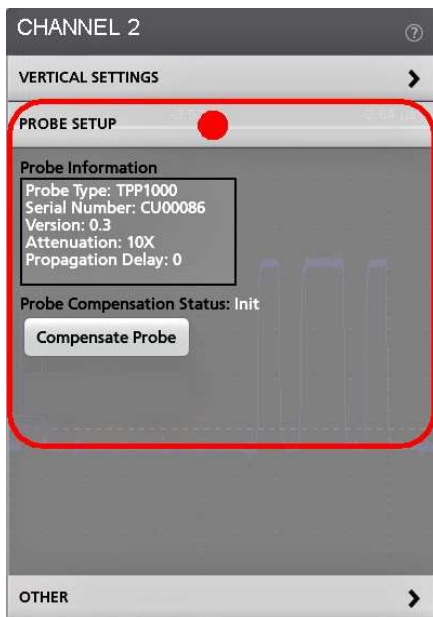 CHANNEL 2
?
VERTICAL SETTINGS
PROBE SETUP
Probe Information
Probe Type: TPP1000
Serial Number: CU00086
Version: 0.3
Attenuation: 10X
Propagation Delay: 0
Probe Compensation Status: Init
Compensate Probe
OTHER